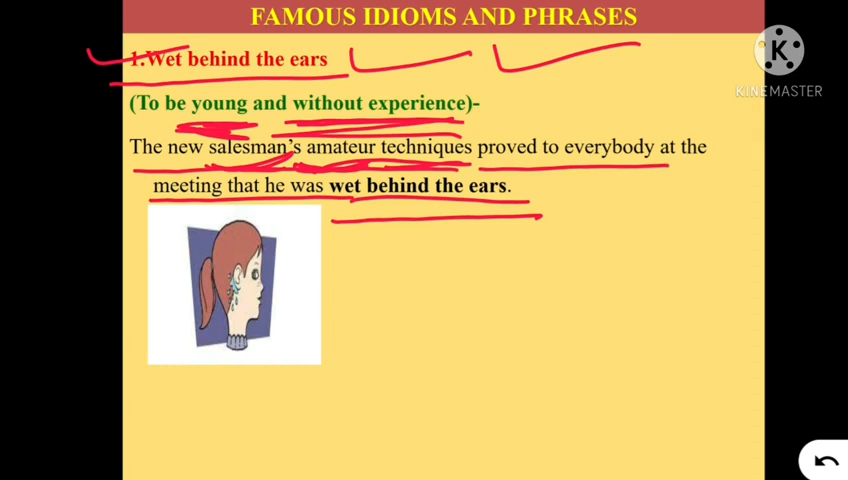 FAMOUS IDIOMS AND PHRASES
1.Wet behind the ears
K
KINEMASTER
(To be young and without experience)-
The new salesman’s amateur techniques proved to everybody at the
meeting that he was wet behind the ears.